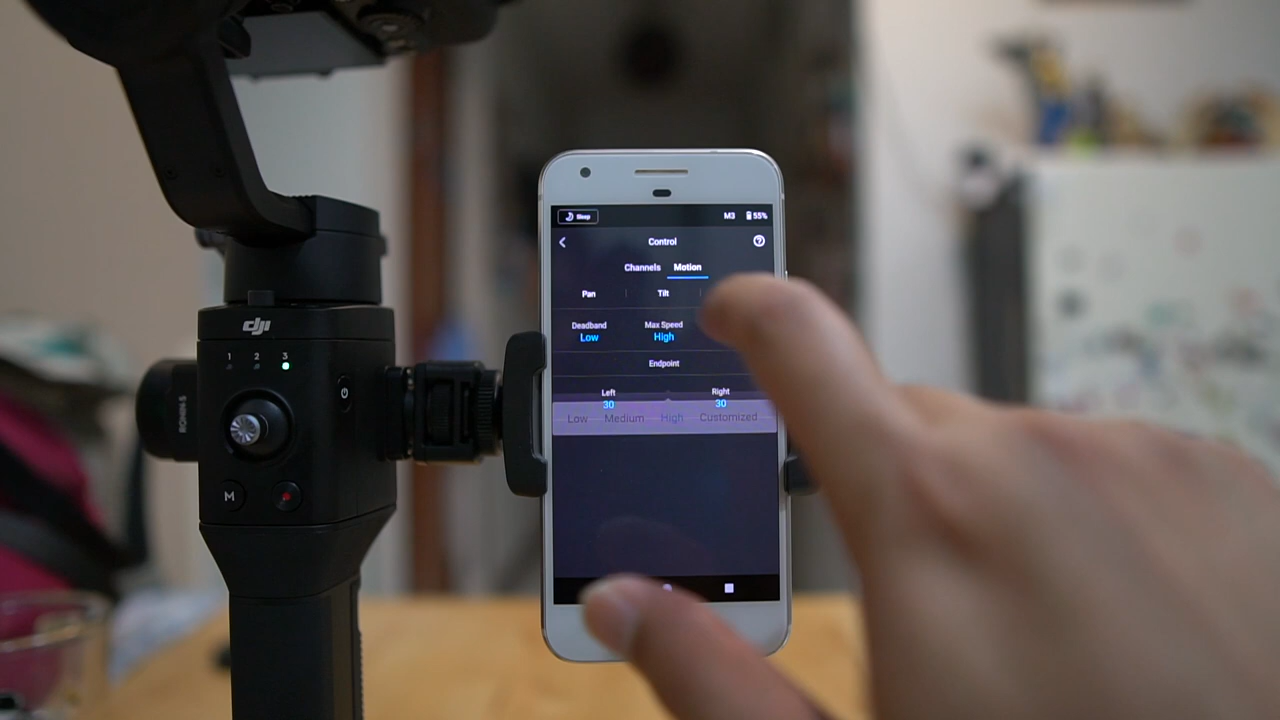 dji
1 2 3
RONIN-S
M
Sleep M3 55%
Control
Channels Motion
Pan Tilt
Deadband Max Speed
Low High
Endpoint
Left Right
30 30
Low Medium High Customized